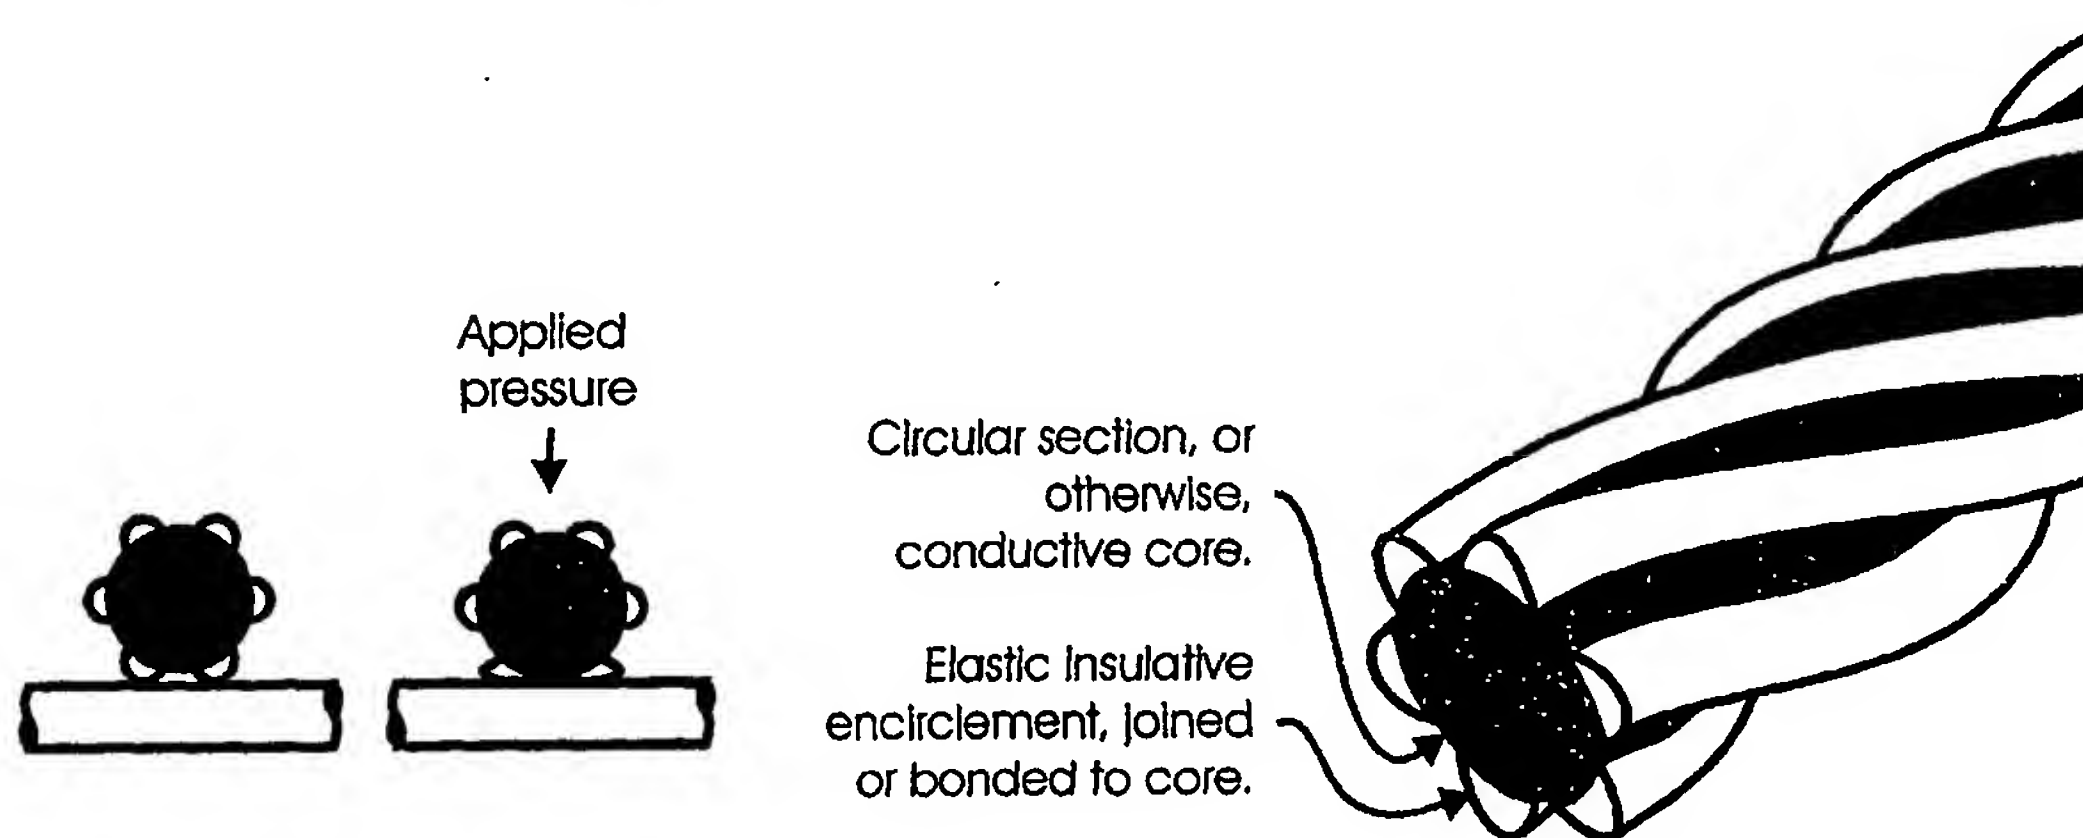 Applied
pressure
Circular section, or
otherwise,
conductive core.
Elastic insulative
encirclement, joined
or bonded to core.